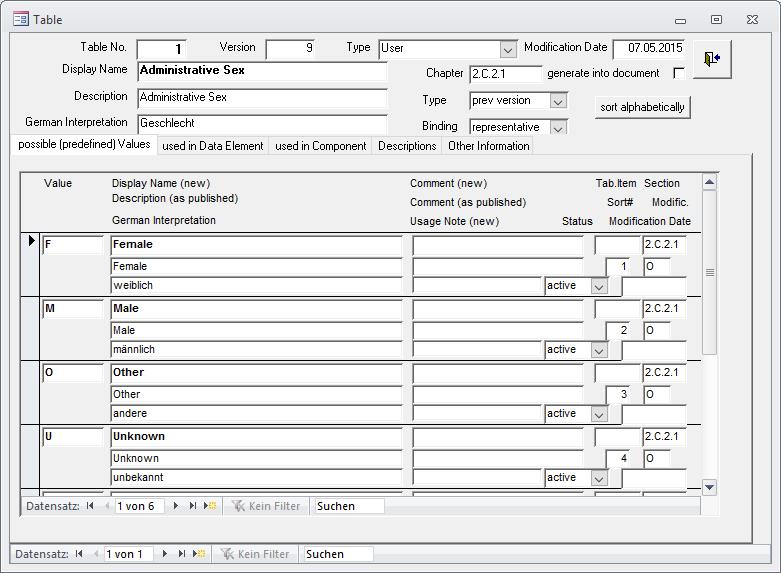 Table
Table No. 1 Version 9 Type User Modification Date 07.05.2015
Display Name Administrative Sex Chapter 2.C.2.1 generate into document
Description Administrative Sex Type prev version sort alphabetically
German Interpretation Geschlecht Binding representative
possible (predefined) Values used in Data Element used in Component Descriptions Other Information
Value Display Name (new) Comment (new) Tab.Item Section
Description (as published) Comment (as published) Sort# Modific.
German Interpretation Usage Note (new) Status Modification Date
F Female 2.C.2.1
Female 1 O
weiblich active
M Male 2.C.2.1
Male 2 O
männlich active
O Other 2.C.2.1
Other 3 O
andere active
U Unknown 2.C.2.1
Unknown 4 O
unbekannt active
Datensatz: 1 von 6 Kein Filter Suchen
Datensatz: 1 von 1 Kein Filter Suchen